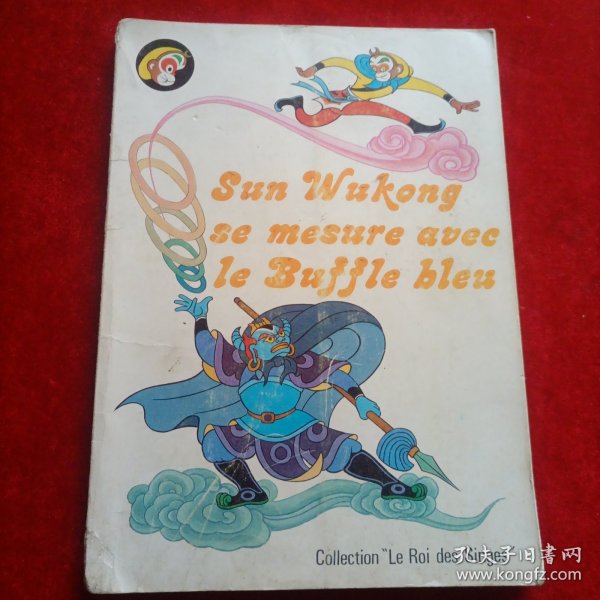 Sun Wukong
se mesure avec
le Buffle bleu
Collection "Le Roi des Singes"
孔夫子旧书网
www.kongfz.com